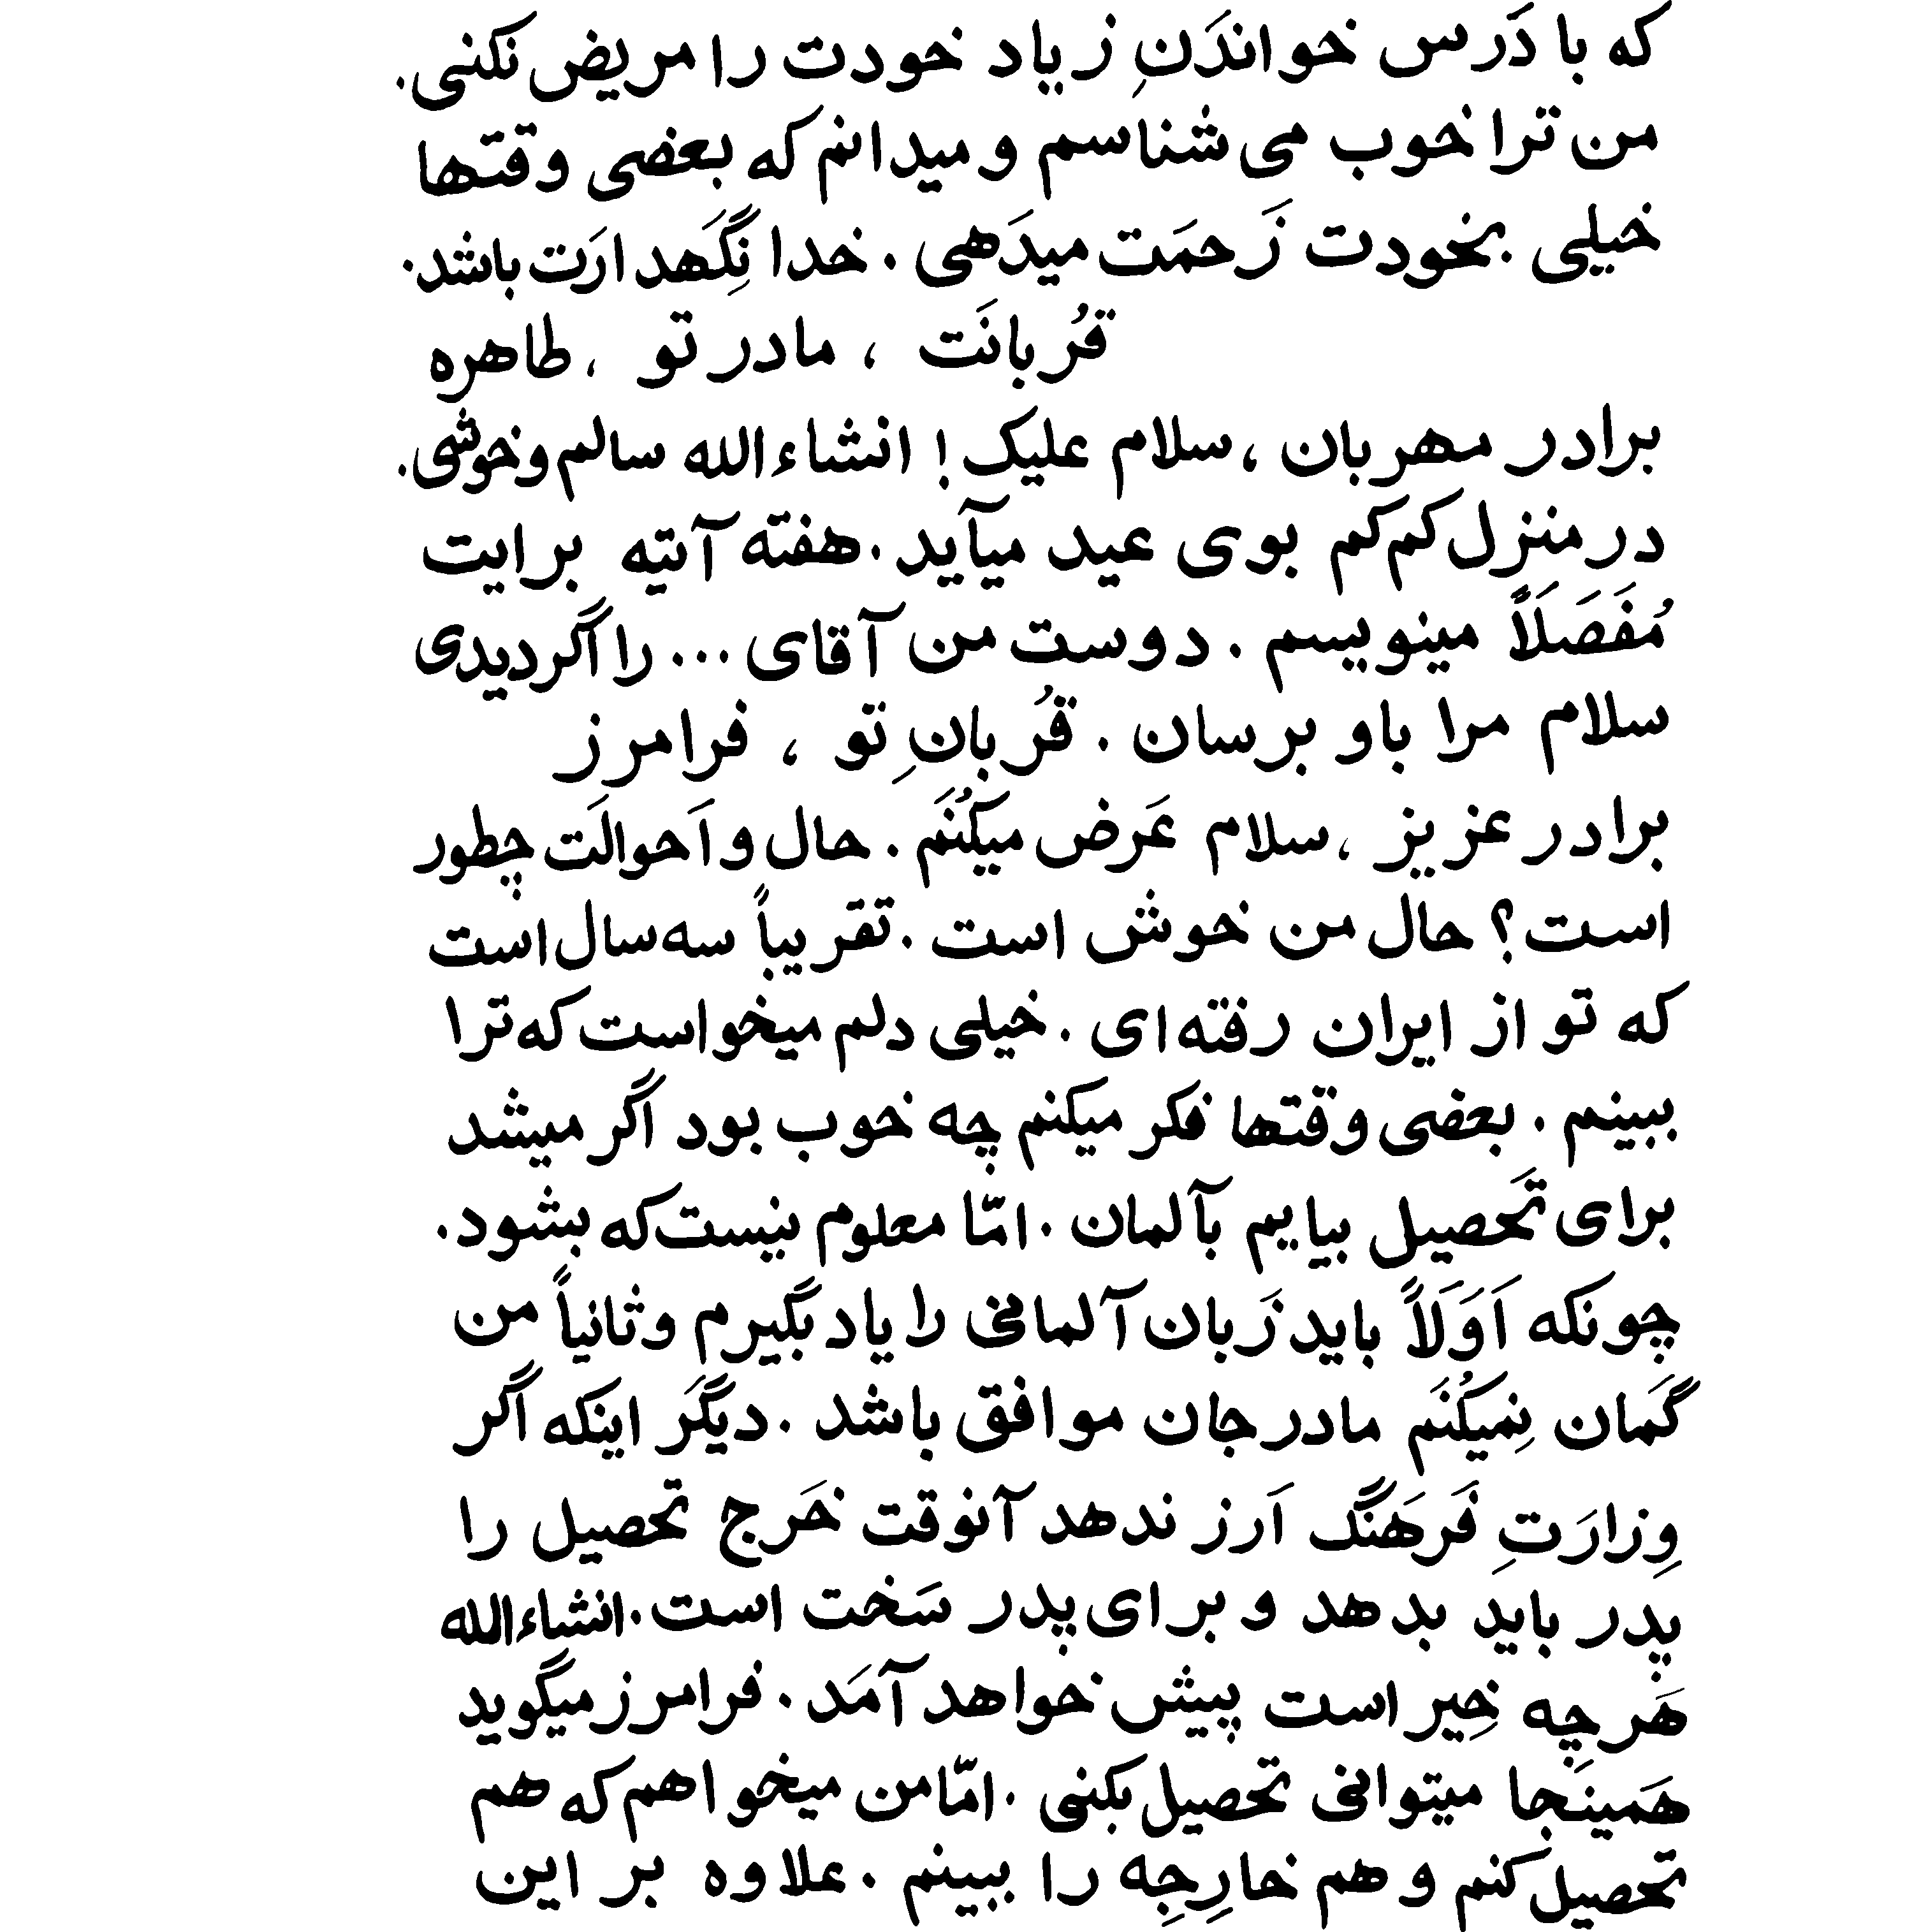 که با دَرس خواندَنِ زیاد خودت را مریض نکنی.
من ترا خوب می شناسم و میدانم که بعضی وقتها
خیلی بخودت زَحمَت میدَهی . خدا نِگَهدارَت باشد.
قُربانَت ، مادر تو ، طاهره
برادر مهربان ، سلام علیک ! انشاءالله سالم وخوشی.
در منزل کم کم بوی عید میآید . هفته آتیه برایت
مُفَصَلاً مینویسم . دوست من آقای ... را اگر دیدی
سلام مرا باو برسان . قُربانِ تو ، فرامرز
برادر عزیز ، سلام عَرض میکُنَم . حال و اَحوالَت چطور
است ؟ حال من خوش است . تقریباً سه سال است
که تو از ایران رفته ای . خیلی دلم میخواست که ترا
ببینم . بعضی وقتها فکر میکنم چه خوب بود اگر میشد
برای تَحصیل بیایم بآلمان . امّا معلوم نیست که بشود.
چونکه اَوَلاً باید زَبان آلمانی را یاد بگیرم و ثانیاً من
گَمان نِمیکُنَم مادر جان موافق باشد . دیگَر اینکه اگر
وِزارَتِ فَرهَنگ اَرز ندهد آنوقت خَرج تحصیل را
پدر باید بدهد و برای پدر سَخت است . انشاءالله
هَرچه خِیر است پیش خواهد آمَد . فرامرز میگوید
هَمینَجا میتوانی تحصیل بکنی . امّا من میخواهم که هم
تحصیل کنم و هم خارِجِه را ببینم . علاوه بر این